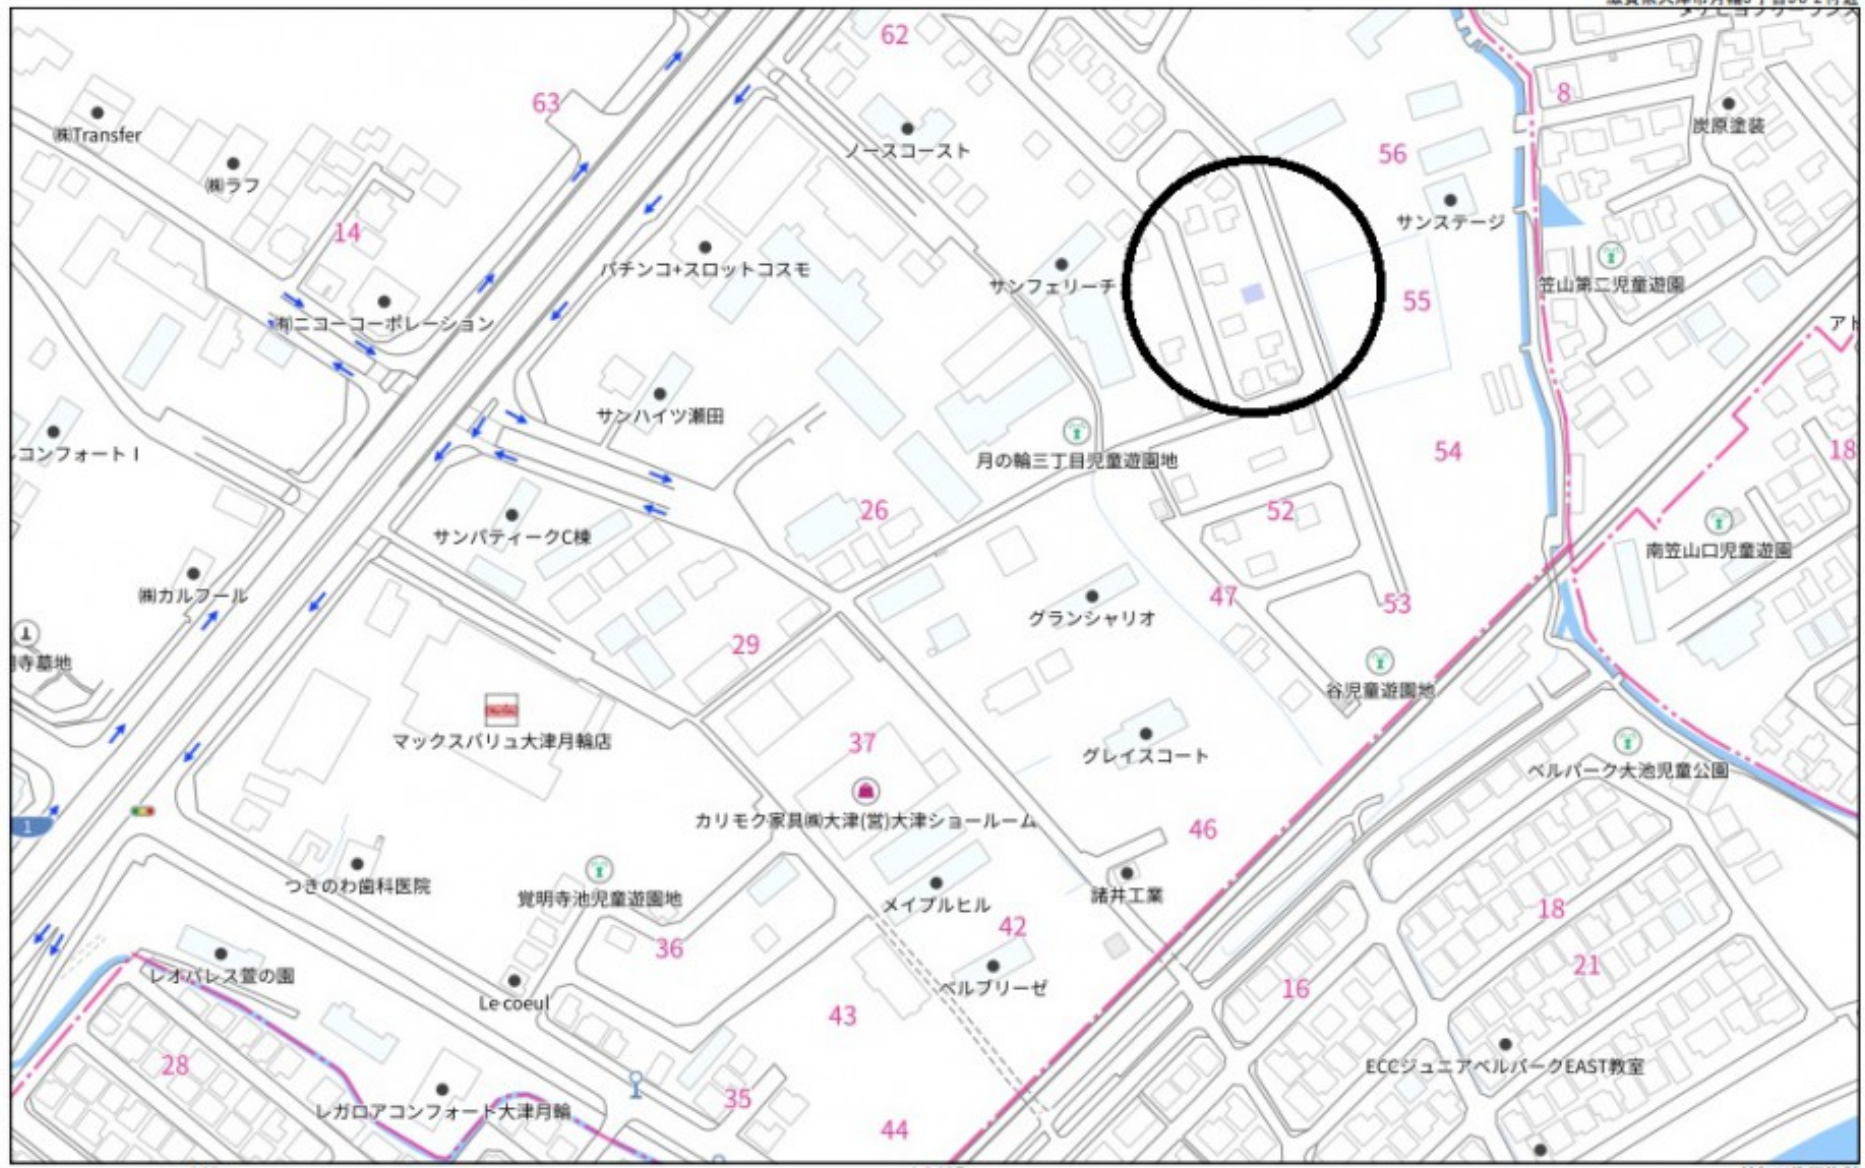 62
63
8
㈱Transfer
炭原塗装
ノースコースト
56
㈱ラフ
サンステージ
14
パチンコ+スロットコスモ
サンフェリーチ
笠山第二児童遊園
55
㈲ニヨーコーポレーション
サンハイツ瀬田
コンフォートⅠ
月の輪三丁目児童遊園地
54
18
26
52
サンパティークC棟
南笠山口児童遊園
㈱カルフール
47
53
グランシャリオ
29
寺墓地
谷児童遊園地
マックスバリュ大津月輪店
37
グレイスコート
ベルパーク大池児童公園
カリモク家具㈱大津(営)大津ショールーム
46
1
つきのわ歯科医院
覚明寺池児童遊園地
メイプルヒル
諸井工業
42
18
36
レオパレス萱の園
21
Le coeul
ベルブリーゼ
16
43
28
ECCジュニアベルパークEAST教室
35
レガロアコンフォート大津月輪
44